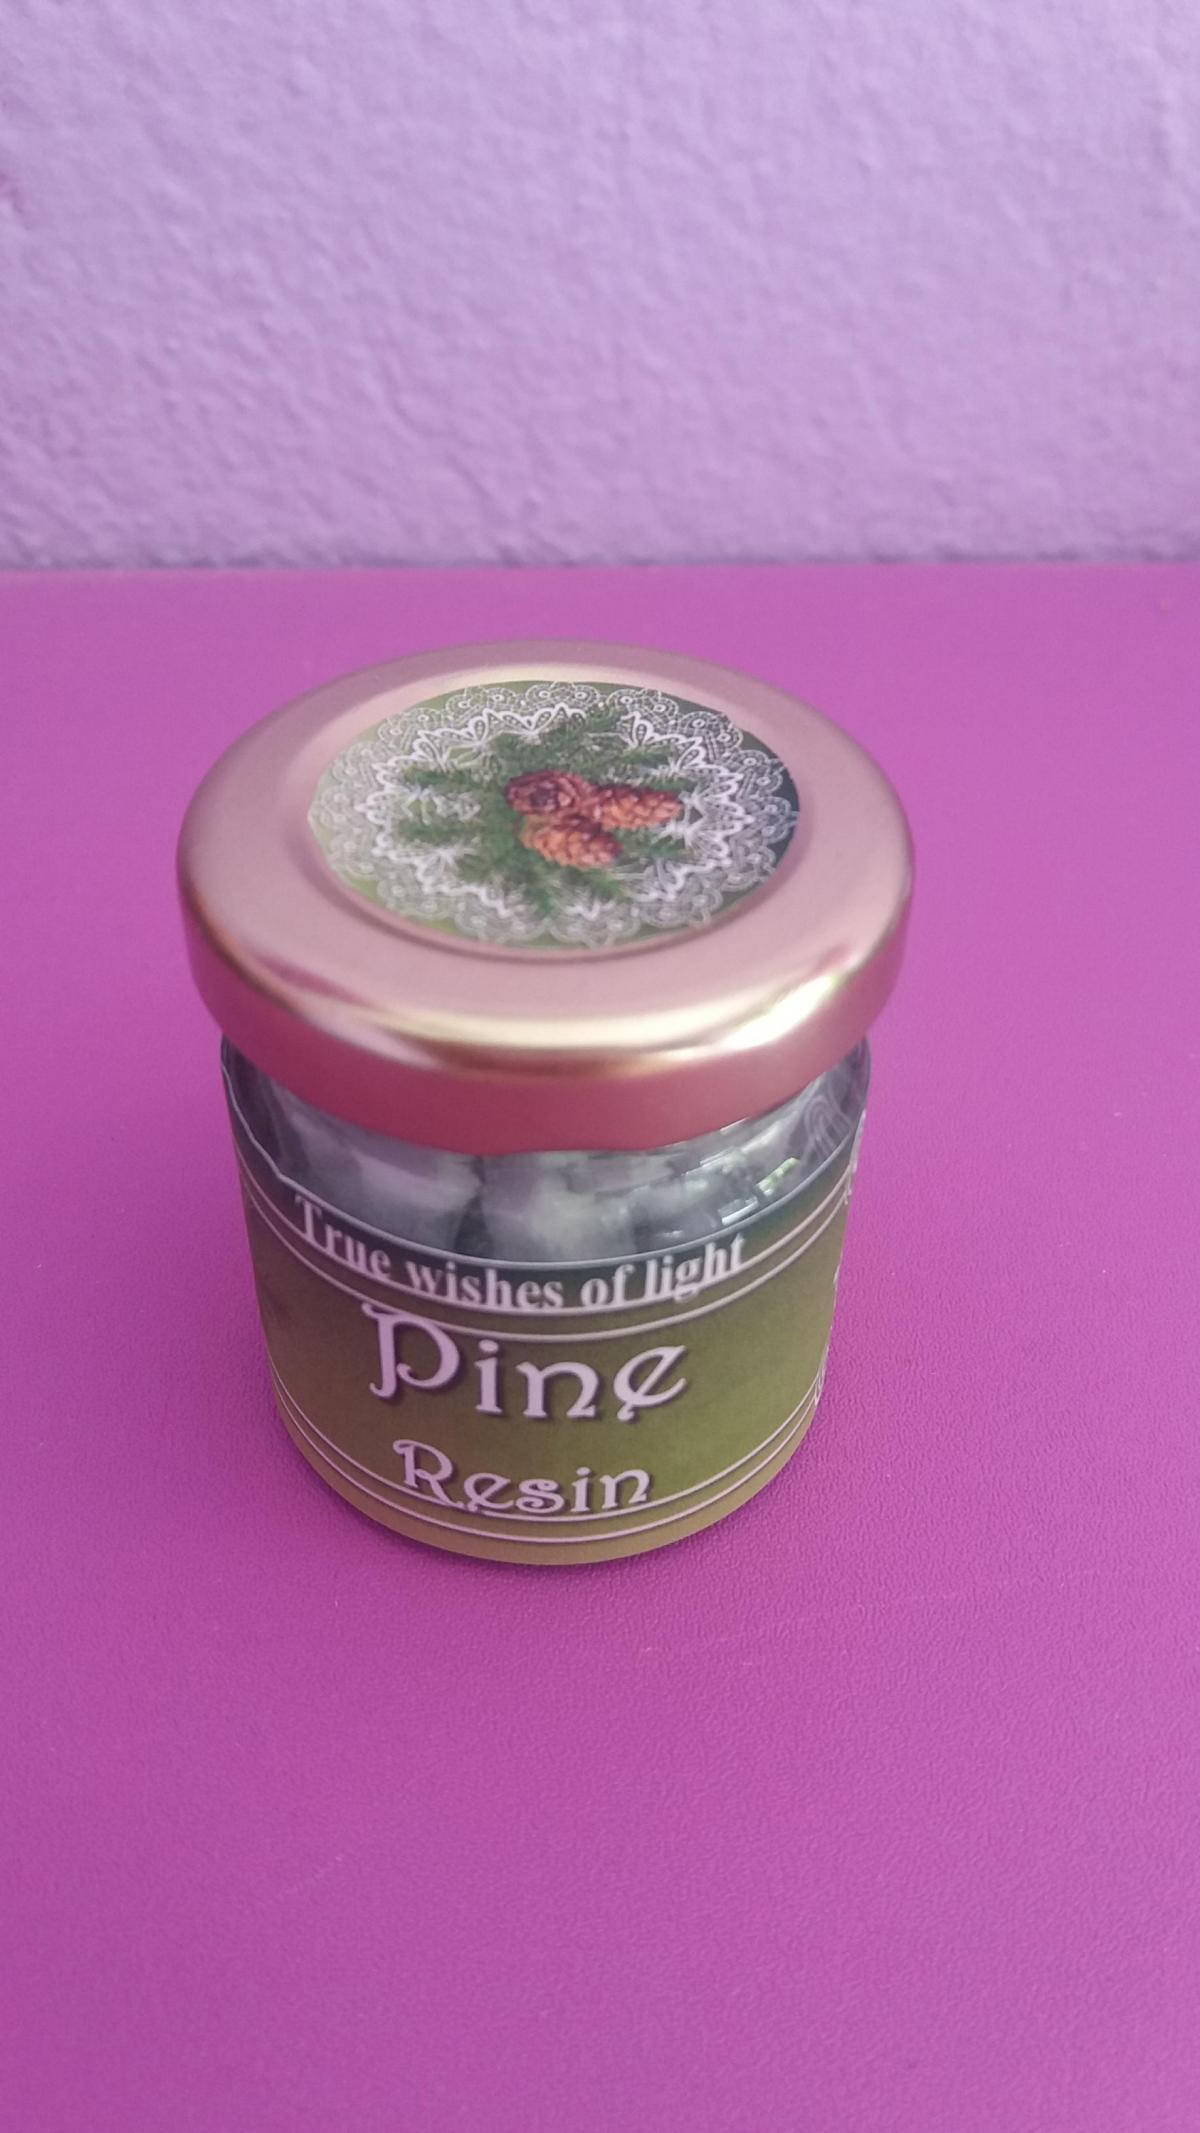 True wishes of light
Pine
Resin